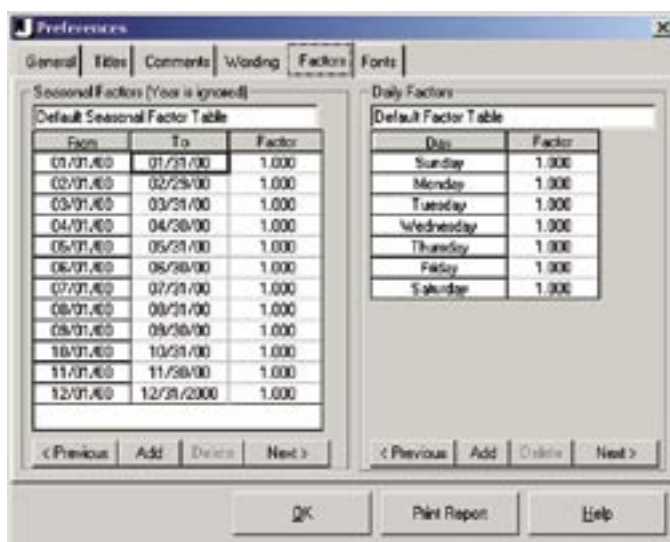 Preferences
General Titles Comments Wording Factors Fonts
Seasonal Factors (Year is ignored)
Default Seasonal Factor Table
From To Factor
01/01/00 01/31/00 1.000
02/01/00 02/29/00 1.000
03/01/00 03/31/00 1.000
04/01/00 04/30/00 1.000
05/01/00 05/31/00 1.000
06/01/00 06/30/00 1.000
07/01/00 07/31/00 1.000
08/01/00 08/31/00 1.000
09/01/00 09/30/00 1.000
10/01/00 10/31/00 1.000
11/01/00 11/30/00 1.000
12/01/00 12/31/2000 1.000
< Previous Add Delete Next >
Daily Factors
Default Factor Table
Day Factor
Sunday 1.000
Monday 1.000
Tuesday 1.000
Wednesday 1.000
Thursday 1.000
Friday 1.000
Saturday 1.000
< Previous Add Delete Next >
OK Print Report Help